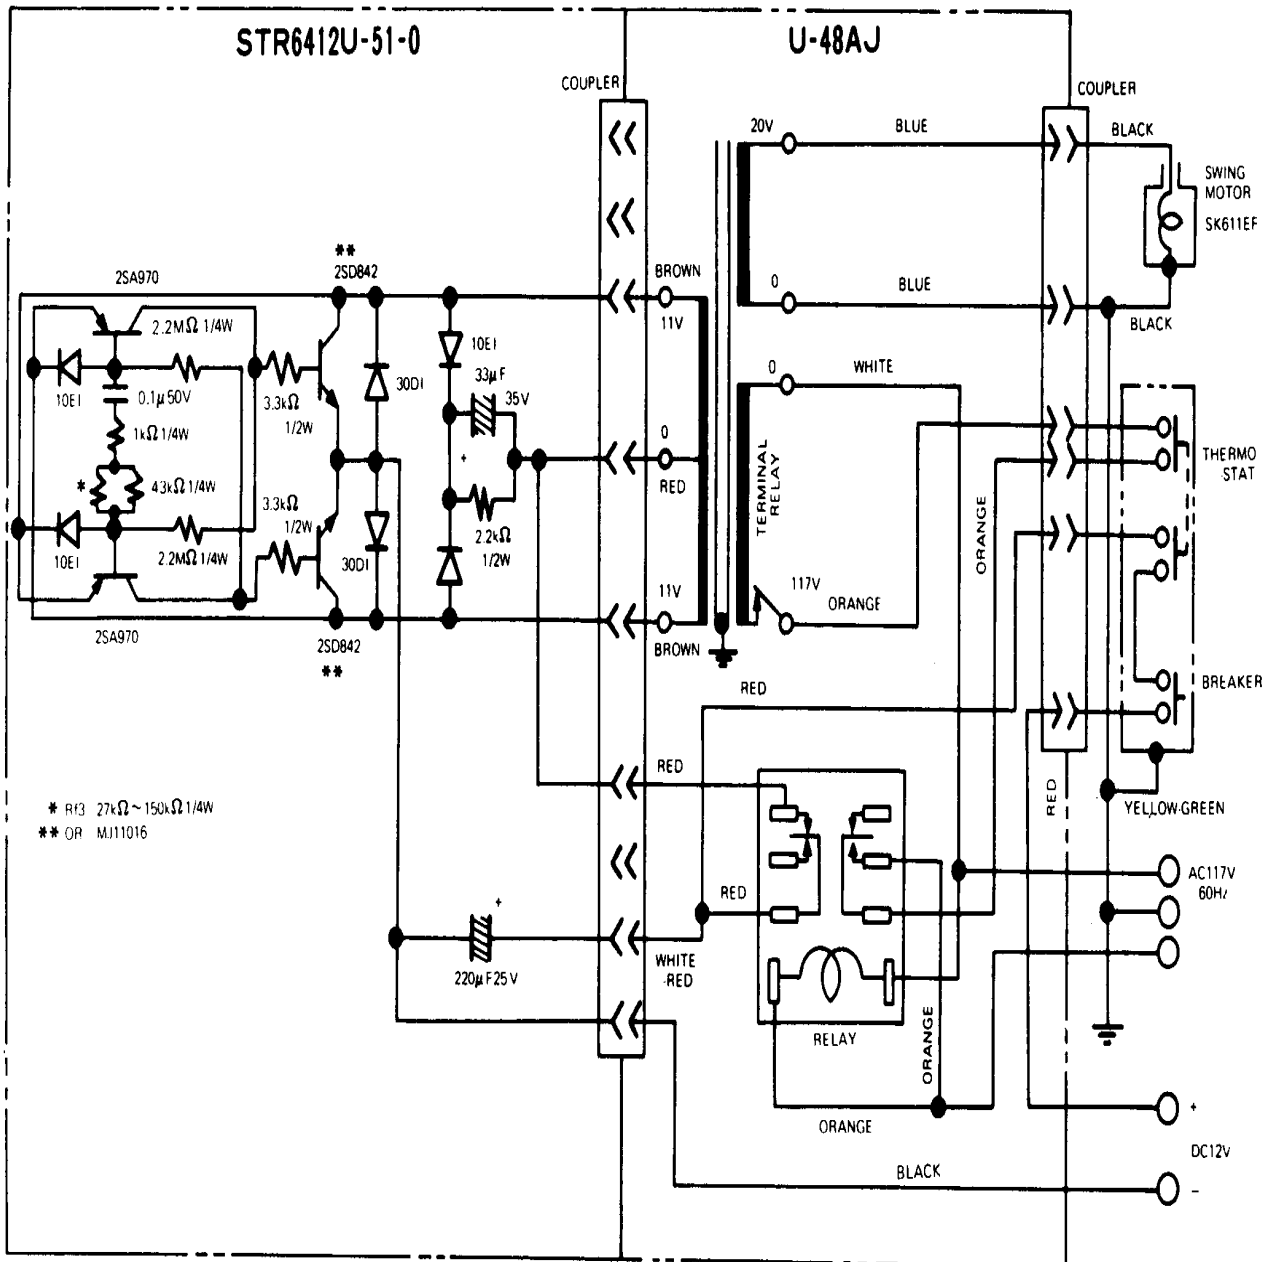 STR6412U-51-0
U-48AJ
COUPLER
COUPLER
20V
BLUE
BLACK
SWING
MOTOR
SK611EF
**
2SD842
BROWN
11V
0
BLUE
BLACK
2SA970
2.2MΩ 1/4W
10E1
0.1μ50V
1kΩ 1/4W
*
43kΩ 1/4W
10E1
2.2MΩ 1/4W
2SA970
3.3kΩ
1/2W
3.3kΩ
1/2W
30D1
30D1
2SD842
**
10E1
33μF
35V
+
2.2kΩ
1/2W
0
RED
11V
BROWN
0
WHITE
TERMINAL
RELAY
117V
ORANGE
ORANGE
THERMO
STAT
BREAKER
RED
RED
RED
YELLOW-GREEN
* Rf3 27kΩ~150kΩ 1/4W
** OR MJ11016
RED
AC117V
60Hz
+
220μF25V
WHITE
-RED
RELAY
ORANGE
ORANGE
BLACK
+
DC12V
-